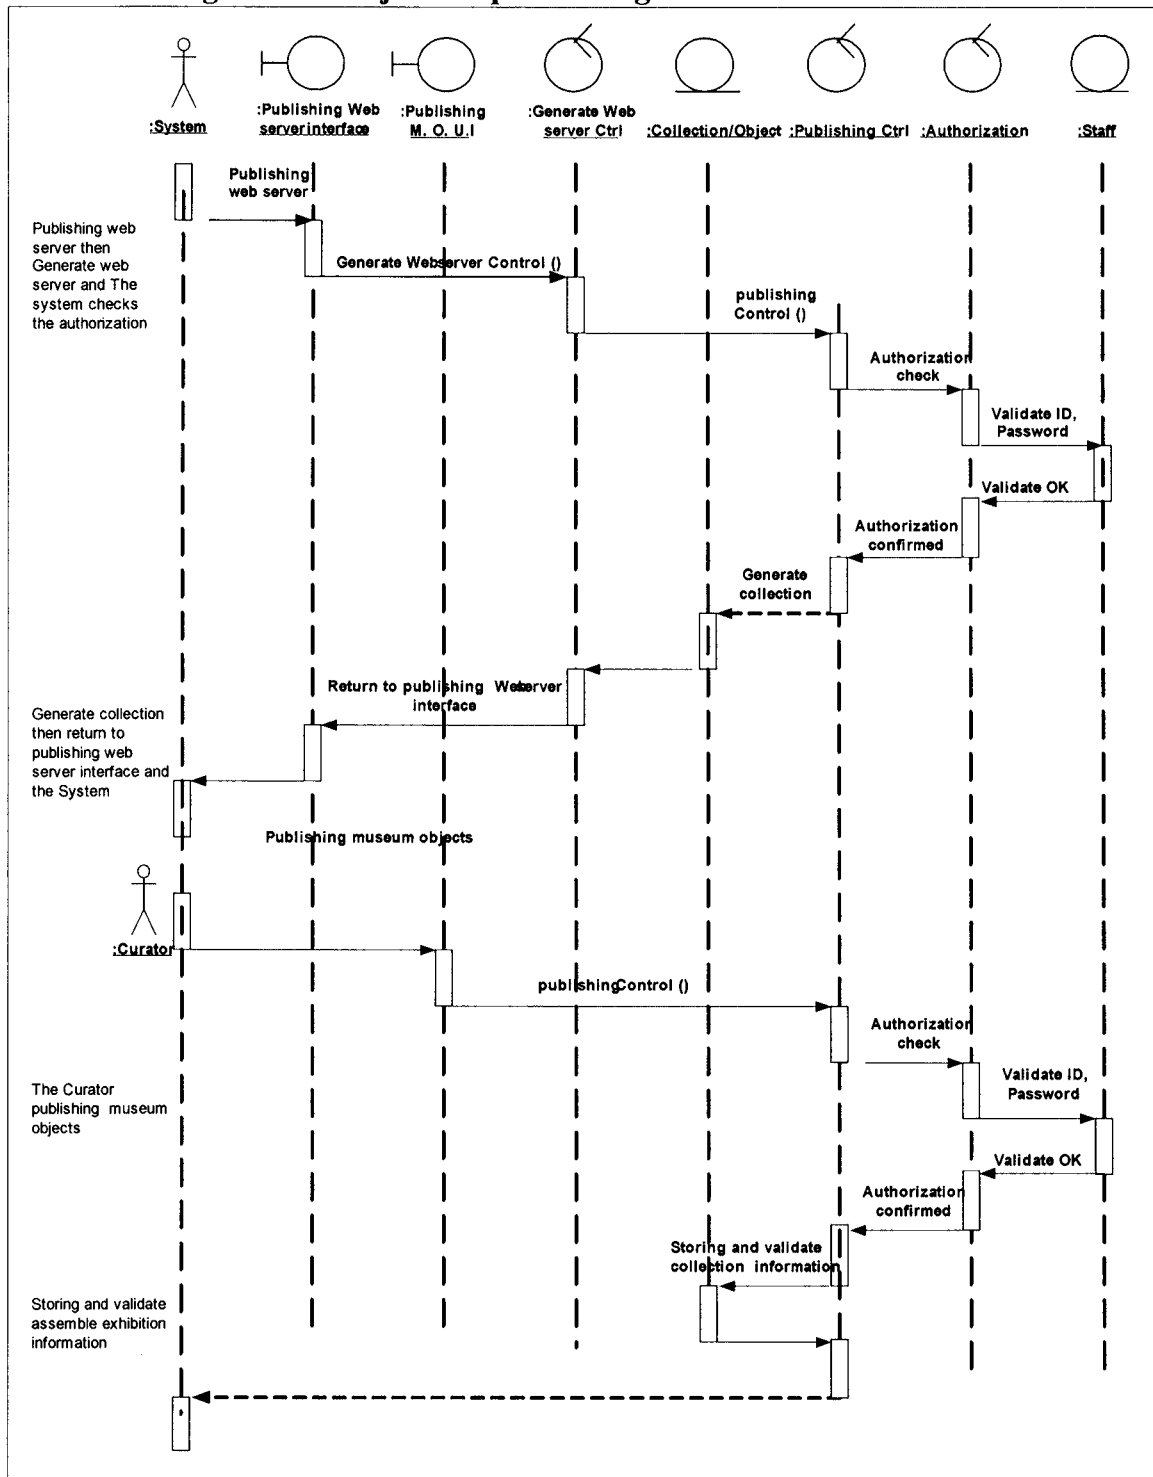 :System
:Publishing Web
serverinterface
:Publishing
M. O. U.I
:Generate Web
server Ctrl
:Collection/Object
:Publishing Ctrl
:Authorization
:Staff
Publishing
web server
Publishing web
server then
Generate web
server and The
system checks
the authorization
Generate Webserver Control ()
publishing
Control ()
Authorization
check
Validate ID,
Password
Validate OK
Authorization
confirmed
Generate
collection
Return to publishing Webserver
interface
Generate collection
then return to
publishing web
server interface and
the System
Publishing museum objects
:Curator
publishingControl ()
Authorization
check
Validate ID,
Password
The Curator
publishing museum
objects
Validate OK
Authorization
confirmed
Storing and validate
collection information
Storing and validate
assemble exhibition
information